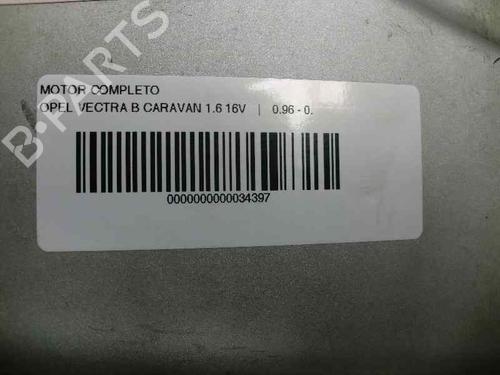 B-PARTS
MOTOR COMPLETO
OPEL VECTRA B CARAVAN 1.6 16V | 0.96 - 0.
0000000000034397